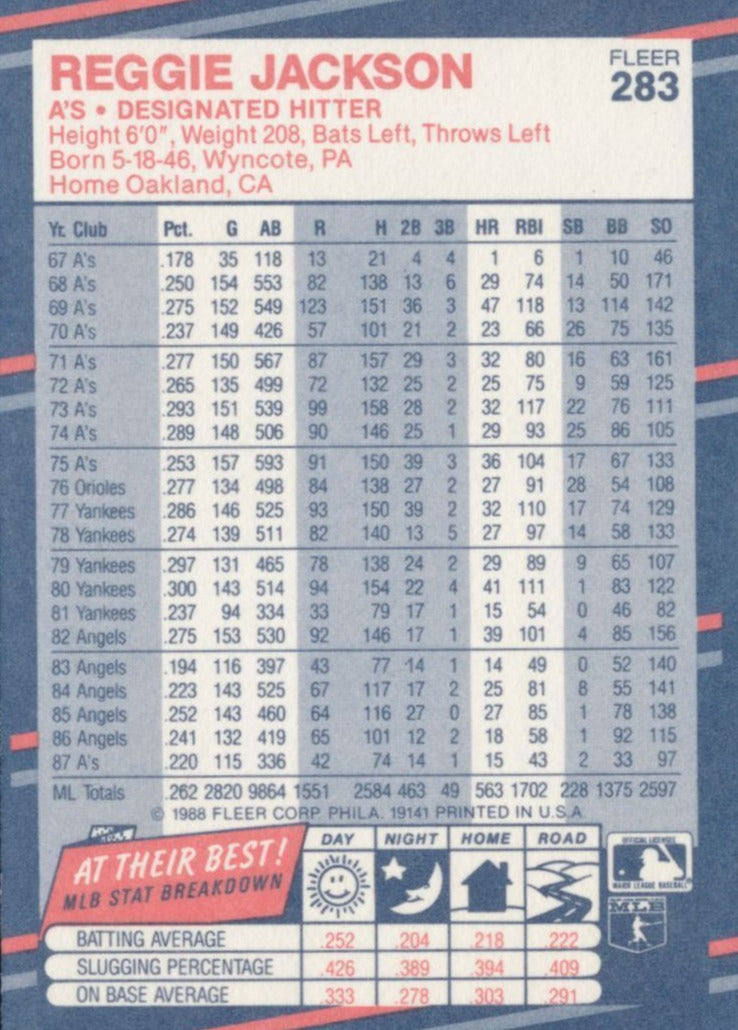 REGGIE JACKSON
FLEER
283
A'S • DESIGNATED HITTER
Height 6'0", Weight 208, Bats Left, Throws Left
Born 5-18-46, Wyncote, PA
Home Oakland, CA
Yr. Club Pct. G AB R H 2B 3B HR RBI SB BB SO
67 A's .178 35 118 13 21 4 4 1 6 1 10 46
68 A's .250 154 553 82 138 13 6 29 74 14 50 171
69 A's .275 152 549 123 151 36 3 47 118 13 114 142
70 A's .237 149 426 57 101 21 2 23 66 26 75 135
71 A's .277 150 567 87 157 29 3 32 80 16 63 161
72 A's .265 135 499 72 132 25 2 25 75 9 59 125
73 A's .293 151 539 99 158 28 2 32 117 22 76 111
74 A's .289 148 506 90 146 25 1 29 93 25 86 105
75 A's .253 157 593 91 150 39 3 36 104 17 67 133
76 Orioles .277 134 498 84 138 27 2 27 91 28 54 108
77 Yankees .286 146 525 93 150 39 2 32 110 17 74 129
78 Yankees .274 139 511 82 140 13 5 27 97 14 58 133
79 Yankees .297 131 465 78 138 24 2 29 89 9 65 107
80 Yankees .300 143 514 94 154 22 4 41 111 1 83 122
81 Yankees .237 94 334 33 79 17 1 15 54 0 46 82
82 Angels .275 153 530 92 146 17 1 39 101 4 85 156
83 Angels .194 116 397 43 77 14 1 14 49 0 52 140
84 Angels .223 143 525 67 117 17 2 25 81 8 55 141
85 Angels .252 143 460 64 116 27 0 27 85 1 78 138
86 Angels .241 132 419 65 101 12 2 18 58 1 92 115
87 A's .220 115 336 42 74 14 1 15 43 2 33 97
ML Totals .262 2820 9864 1551 2584 463 49 563 1702 228 1375 2597
© 1988 FLEER CORP. PHILA. 19141 PRINTED IN U.S.A.
AT THEIR BEST!
MLB STAT BREAKDOWN
DAY NIGHT HOME ROAD
OFFICIAL LICENSEE
MAJOR LEAGUE BASEBALL
MLB
BATTING AVERAGE .252 .204 .218 .222
SLUGGING PERCENTAGE .426 .389 .394 .409
ON BASE AVERAGE .333 .278 .303 .291